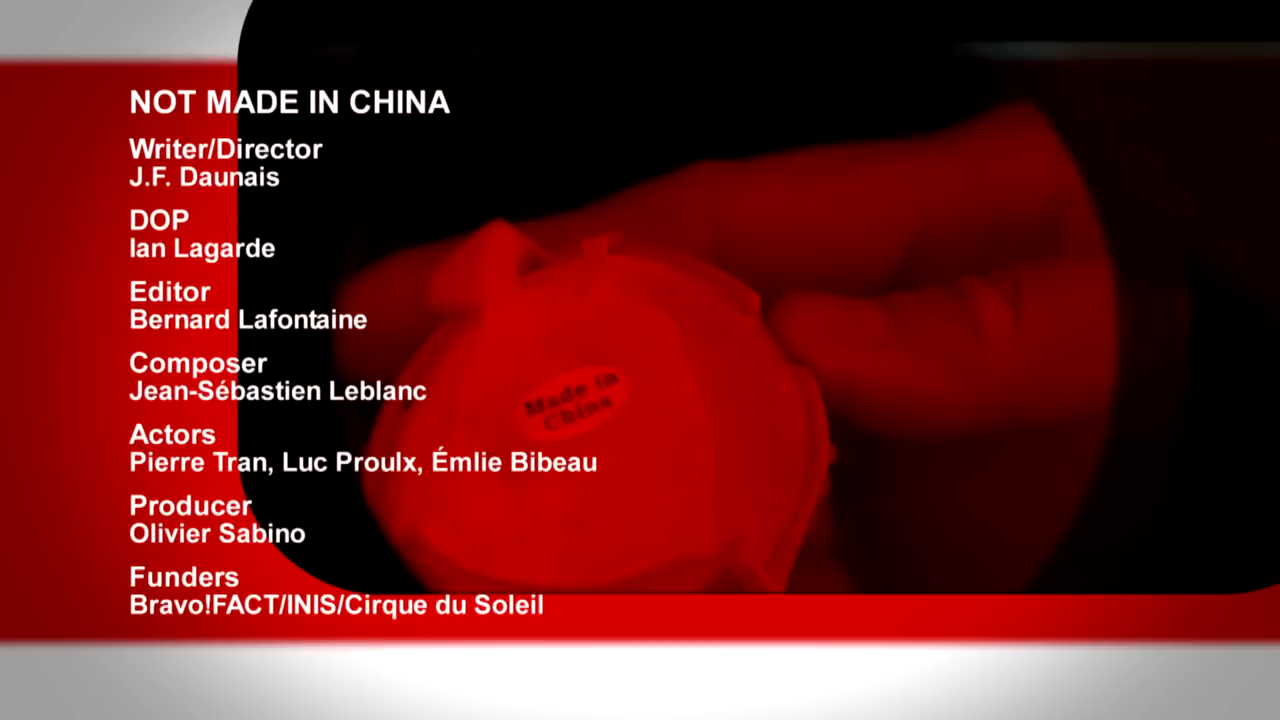 NOT MADE IN CHINA
Writer/Director
J.F. Daunais
DOP
Ian Lagarde
Editor
Bernard Lafontaine
Composer
Jean-Sébastien Leblanc
Made in
China
Actors
Pierre Tran, Luc Proulx, Émlie Bibeau
Producer
Olivier Sabino
Funders
Bravo!FACT/INIS/Cirque du Soleil